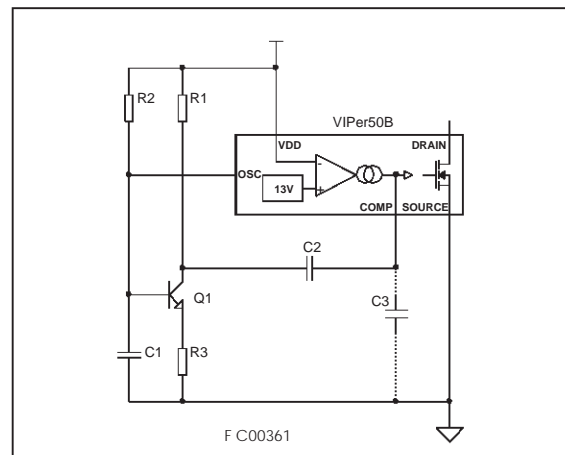 R2
R1
VIPer50B
VDD
DRAIN
OSC
-
13V
+
COMP
SOURCE
C2
Q1
C3
C1
R3
F C00361